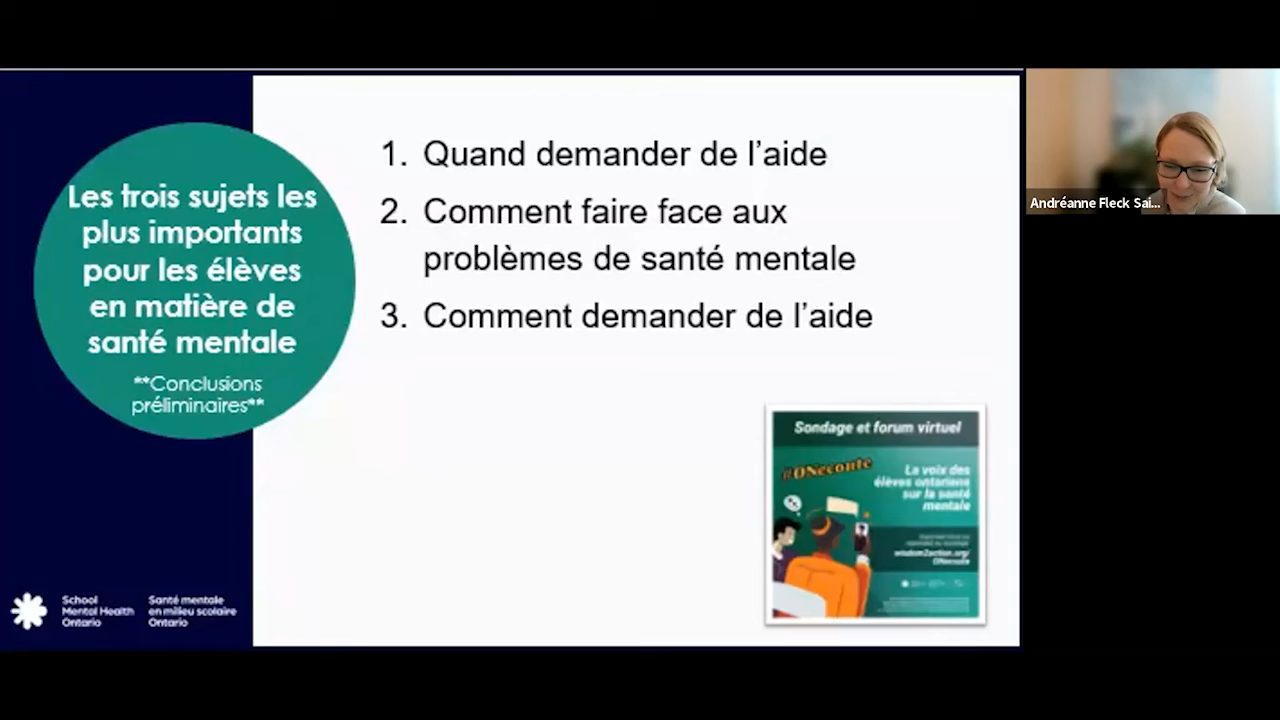 Les trois sujets les
plus importants
pour les élèves
en matière de
santé mentale
**Conclusions
préliminaires**
1. Quand demander de l’aide
2. Comment faire face aux
problèmes de santé mentale
3. Comment demander de l’aide
Sondage et forum virtuel
#ONecoute
La voix des
élèves ontariens
sur la santé
mentale
wisdom2action.org/
ONecoute
School
Mental Health
Ontario
Santé mentale
en milieu scolaire
Ontario
Andréanne Fleck Sai...